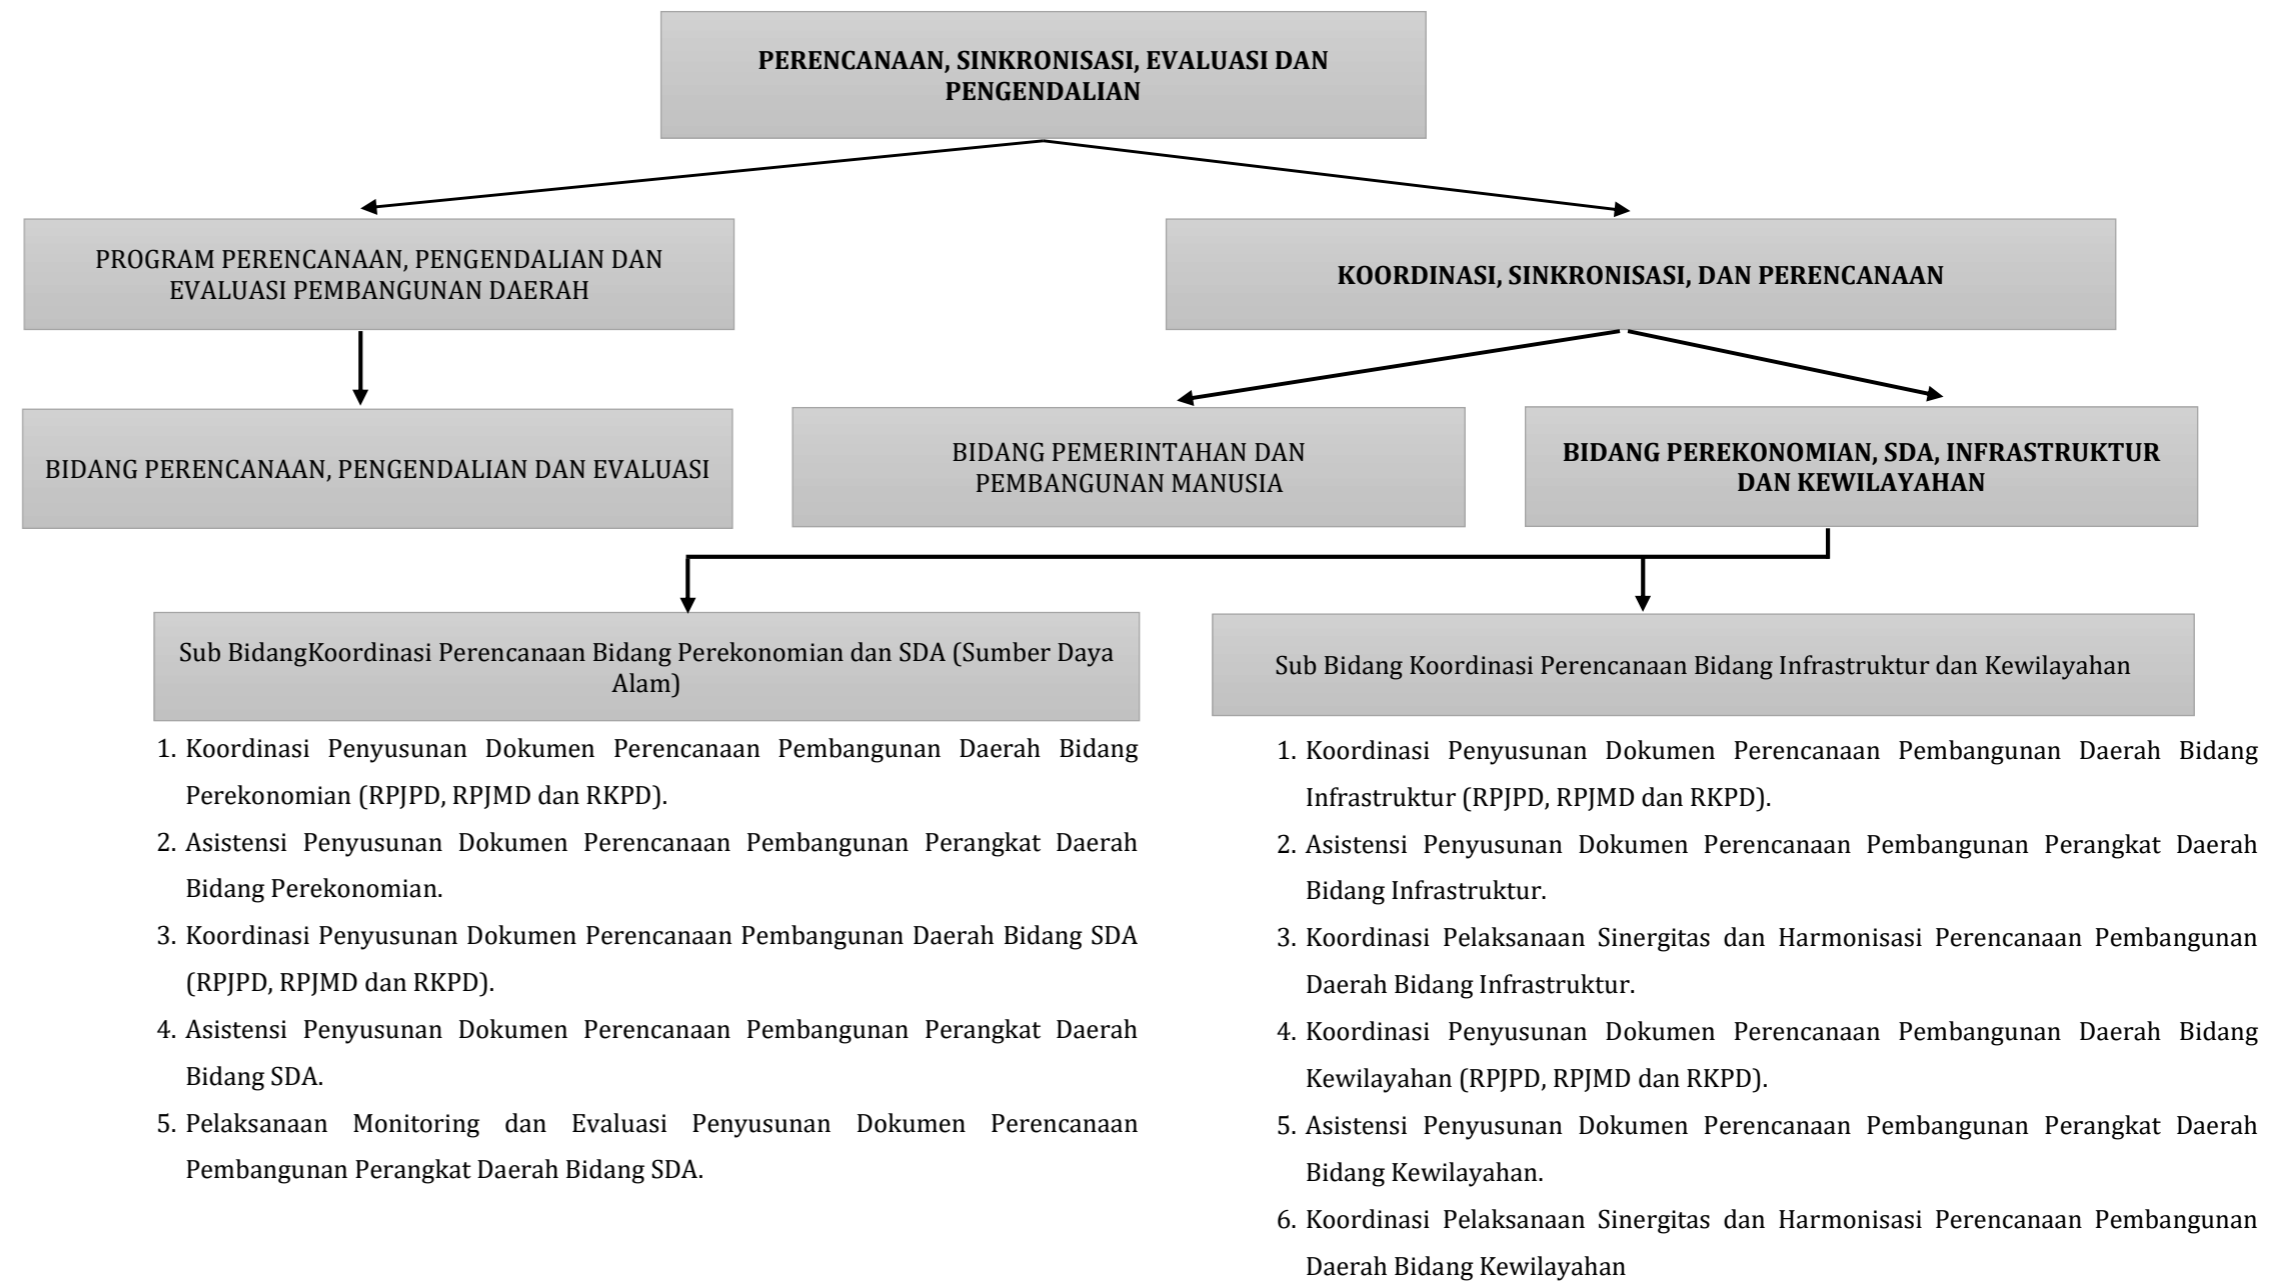 PERENCANAAN, SINKRONISASI, EVALUASI DAN
PENGENDALIAN
PROGRAM PERENCANAAN, PENGENDALIAN DAN
EVALUASI PEMBANGUNAN DAERAH
KOORDINASI, SINKRONISASI, DAN PERENCANAAN
BIDANG PERENCANAAN, PENGENDALIAN DAN EVALUASI
BIDANG PEMERINTAHAN DAN
PEMBANGUNAN MANUSIA
BIDANG PEREKONOMIAN, SDA, INFRASTRUKTUR
DAN KEWILAYAHAN
Sub BidangKoordinasi Perencanaan Bidang Perekonomian dan SDA (Sumber Daya
Alam)
1. Koordinasi Penyusunan Dokumen Perencanaan Pembangunan Daerah Bidang
Perekonomian (RPJPD, RPJMD dan RKPD).
2. Asistensi Penyusunan Dokumen Perencanaan Pembangunan Perangkat Daerah
Bidang Perekonomian.
3. Koordinasi Penyusunan Dokumen Perencanaan Pembangunan Daerah Bidang SDA
(RPJPD, RPJMD dan RKPD).
4. Asistensi Penyusunan Dokumen Perencanaan Pembangunan Perangkat Daerah
Bidang SDA.
5. Pelaksanaan Monitoring dan Evaluasi Penyusunan Dokumen Perencanaan
Pembangunan Perangkat Daerah Bidang SDA.
Sub Bidang Koordinasi Perencanaan Bidang Infrastruktur dan Kewilayahan
1. Koordinasi Penyusunan Dokumen Perencanaan Pembangunan Daerah Bidang
Infrastruktur (RPJPD, RPJMD dan RKPD).
2. Asistensi Penyusunan Dokumen Perencanaan Pembangunan Perangkat Daerah
Bidang Infrastruktur.
3. Koordinasi Pelaksanaan Sinergitas dan Harmonisasi Perencanaan Pembangunan
Daerah Bidang Infrastruktur.
4. Koordinasi Penyusunan Dokumen Perencanaan Pembangunan Daerah Bidang
Kewilayahan (RPJPD, RPJMD dan RKPD).
5. Asistensi Penyusunan Dokumen Perencanaan Pembangunan Perangkat Daerah
Bidang Kewilayahan.
6. Koordinasi Pelaksanaan Sinergitas dan Harmonisasi Perencanaan Pembangunan
Daerah Bidang Kewilayahan